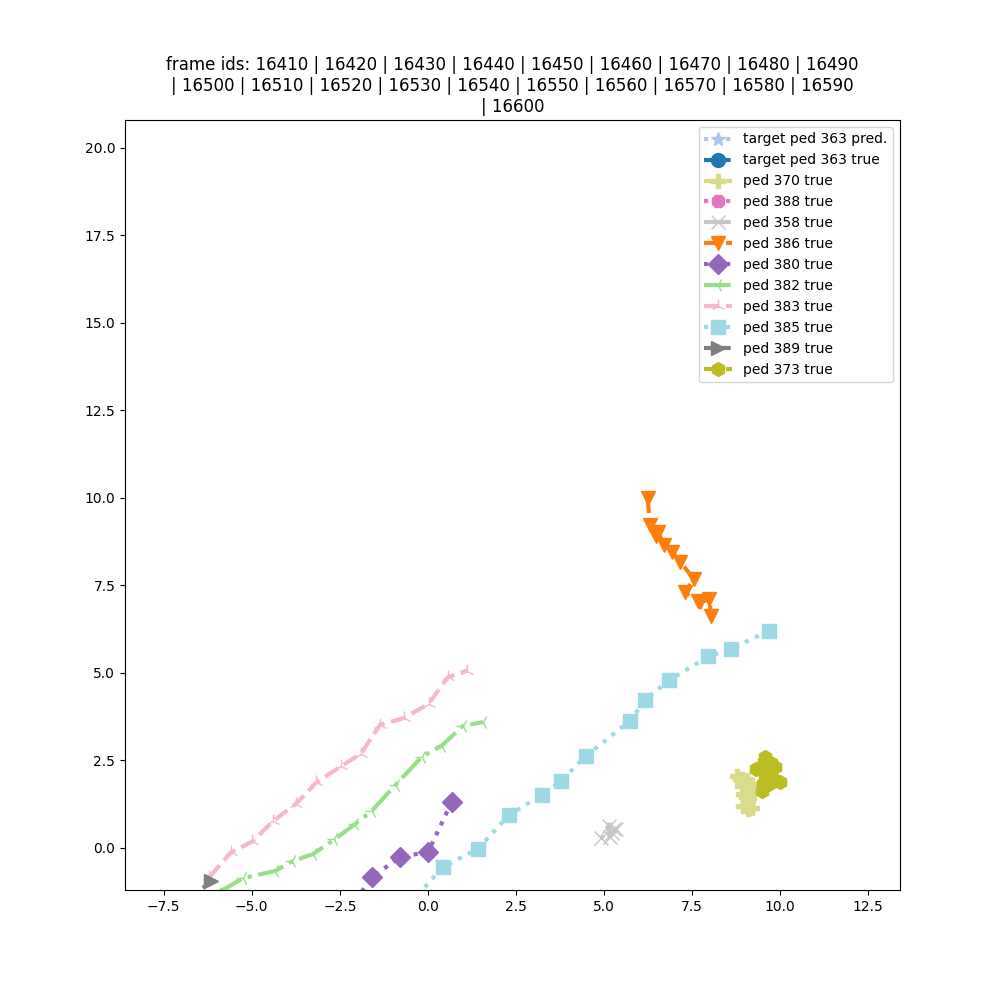 frame ids: 16410 | 16420 | 16430 | 16440 | 16450 | 16460 | 16470 | 16480 | 16490
| 16500 | 16510 | 16520 | 16530 | 16540 | 16550 | 16560 | 16570 | 16580 | 16590
| 16600
target ped 363 pred.
target ped 363 true
ped 370 true
ped 388 true
ped 358 true
ped 386 true
ped 380 true
ped 382 true
ped 383 true
ped 385 true
ped 389 true
ped 373 true
20.0
17.5
15.0
12.5
10.0
7.5
5.0
2.5
0.0
−7.5 −5.0 −2.5 0.0 2.5 5.0 7.5 10.0 12.5